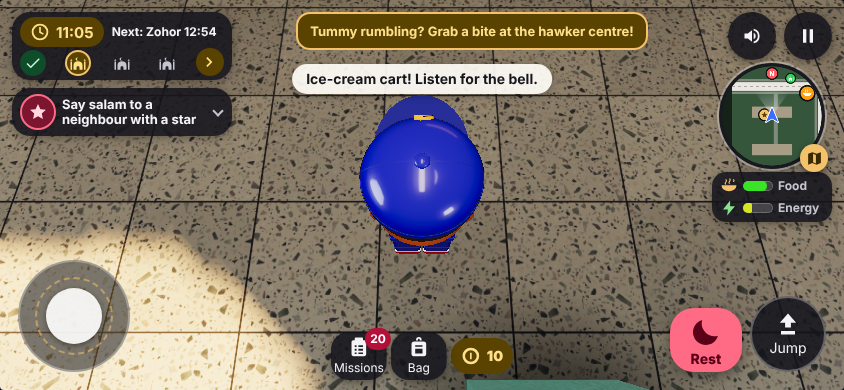 11:05
Next: Zohor 12:54
Tummy rumbling? Grab a bite at the hawker centre!
Ice-cream cart! Listen for the bell.
Say salam to a
neighbour with a star
N
Food
Energy
20
Missions
Bag
10
Rest
Jump